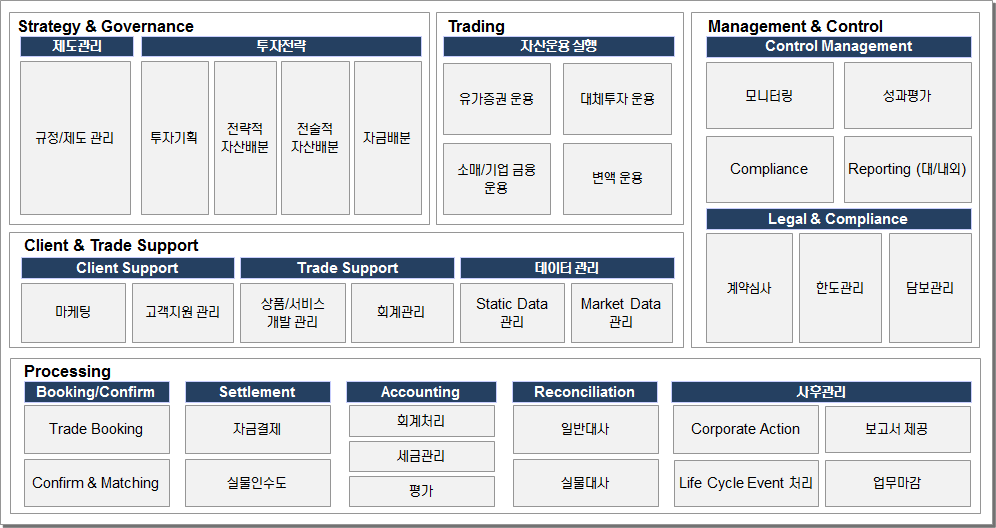 Strategy & Governance
제도관리
투자전략
규정/제도 관리
투자기획
전략적
자산배분
전술적
자산배분
자금배분
Trading
자산운용 실행
유가증권 운용
대체투자 운용
소매/기업 금융
운용
변액 운용
Management & Control
Control Management
모니터링
성과평가
Compliance
Reporting (대/내외)
Legal & Compliance
계약심사
한도관리
담보관리
Client & Trade Support
Client Support
Trade Support
데이터 관리
마케팅
고객지원 관리
상품/서비스
개발 관리
회계관리
Static Data
관리
Market Data
관리
Processing
Booking/Confirm
Settlement
Accounting
Reconciliation
사후관리
Trade Booking
Confirm & Matching
자금결제
실물인수도
회계처리
세금관리
평가
일반대사
실물대사
Corporate Action
보고서 제공
Life Cycle Event 처리
업무마감